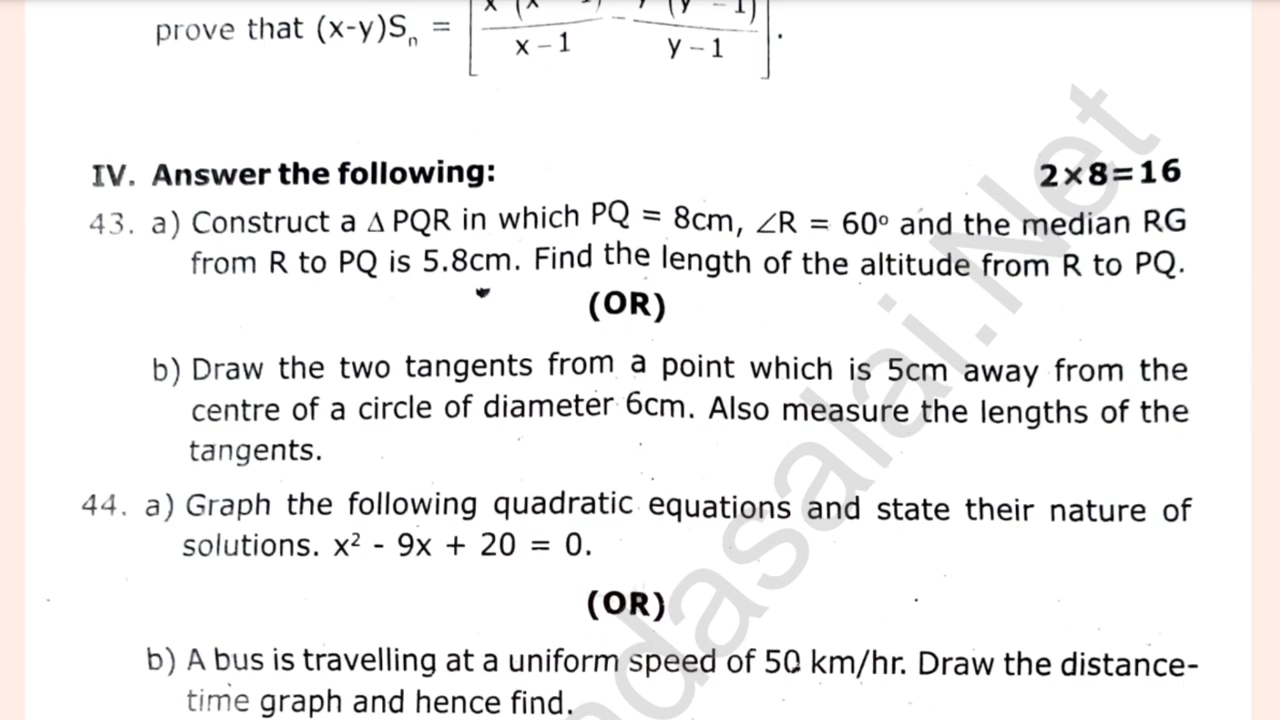 prove that (x-y)Sₙ = [x (x – 1)/x – 1 – y (y – 1)/y – 1].
IV. Answer the following: 2×8=16
43. a) Construct a Δ PQR in which PQ = 8cm, ∠R = 60º and the median RG
from R to PQ is 5.8cm. Find the length of the altitude from R to PQ.
(OR)
b) Draw the two tangents from a point which is 5cm away from the
centre of a circle of diameter 6cm. Also measure the lengths of the
tangents.
44. a) Graph the following quadratic equations and state their nature of
solutions. x² - 9x + 20 = 0.
(OR)
b) A bus is travelling at a uniform speed of 50 km/hr. Draw the distance-
time graph and hence find.
dasalai.Net